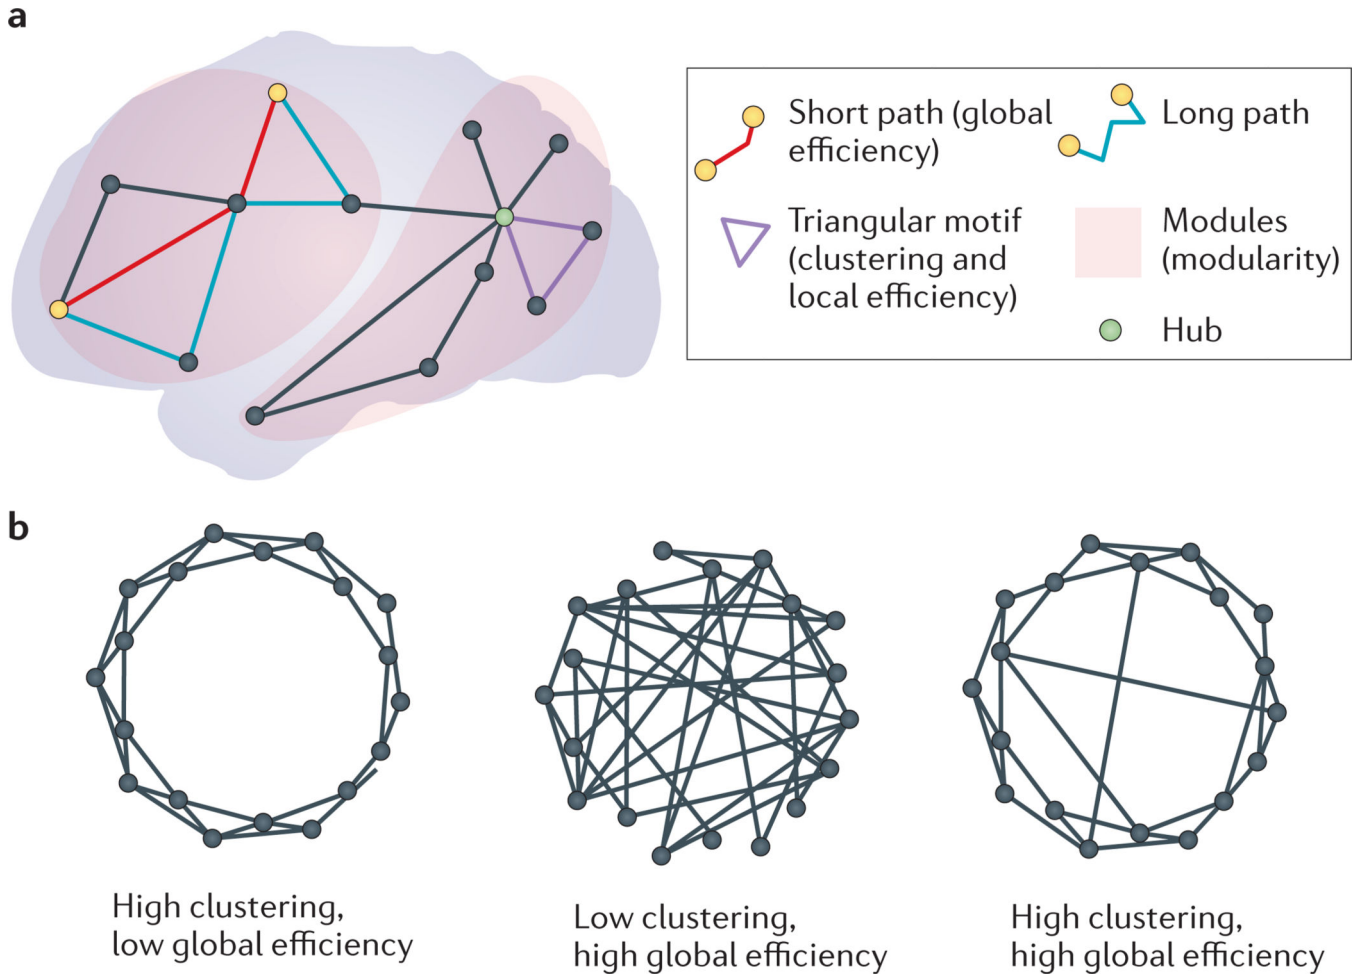 a
Short path (global
efficiency)
Long path
Triangular motif
(clustering and
local efficiency)
Modules
(modularity)
Hub
b
High clustering,
low global efficiency
Low clustering,
high global efficiency
High clustering,
high global efficiency